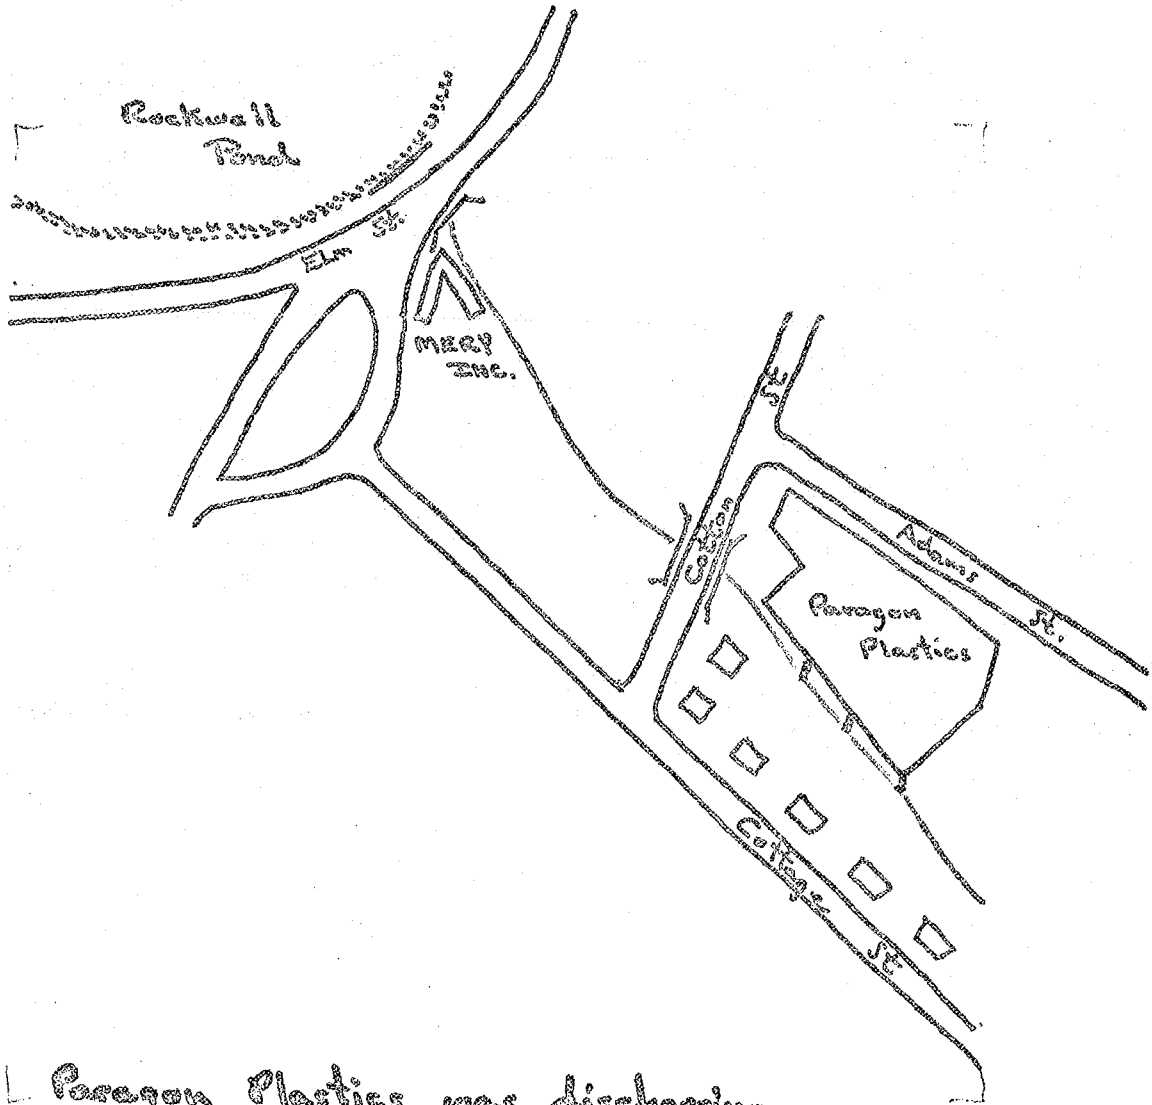 Rockwall
Pond
Elm St.
MERY
INC.
St
Cotton
Adams
St.
Paragon
Plastics
Cottage
St
Paragon Plastics was discharging